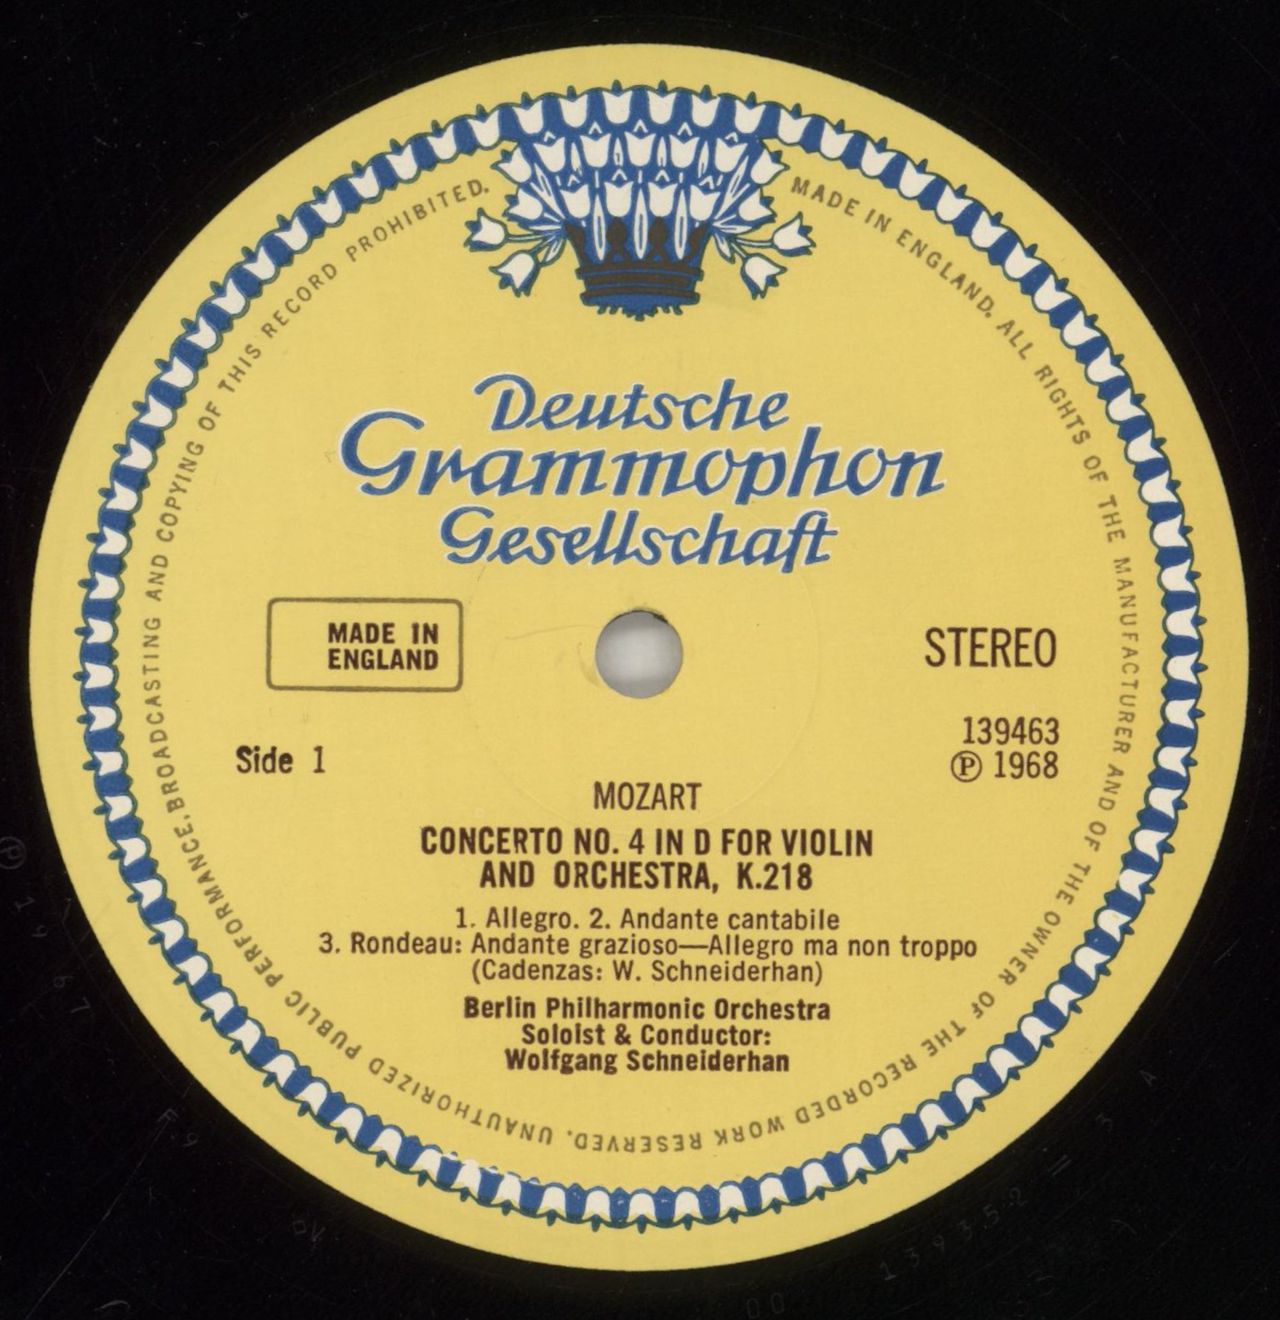 MADE IN ENGLAND. ALL RIGHTS OF THE MANUFACTURER AND OF THE OWNER OF THE RECORDED WORK RESERVED. UNAUTHORIZED PUBLIC PERFORMANCE, BROADCASTING AND COPYING OF THIS RECORD PROHIBITED.
Deutsche
Grammophon
Gesellschaft
MADE IN
ENGLAND
STEREO
139463
Ⓟ 1968
Side 1
MOZART
CONCERTO NO. 4 IN D FOR VIOLIN
AND ORCHESTRA, K.218
1. Allegro. 2. Andante cantabile
3. Rondeau: Andante grazioso—Allegro ma non troppo
(Cadenzas: W. Schneiderhan)
Berlin Philharmonic Orchestra
Soloist & Conductor:
Wolfgang Schneiderhan
Ⓟ 1967